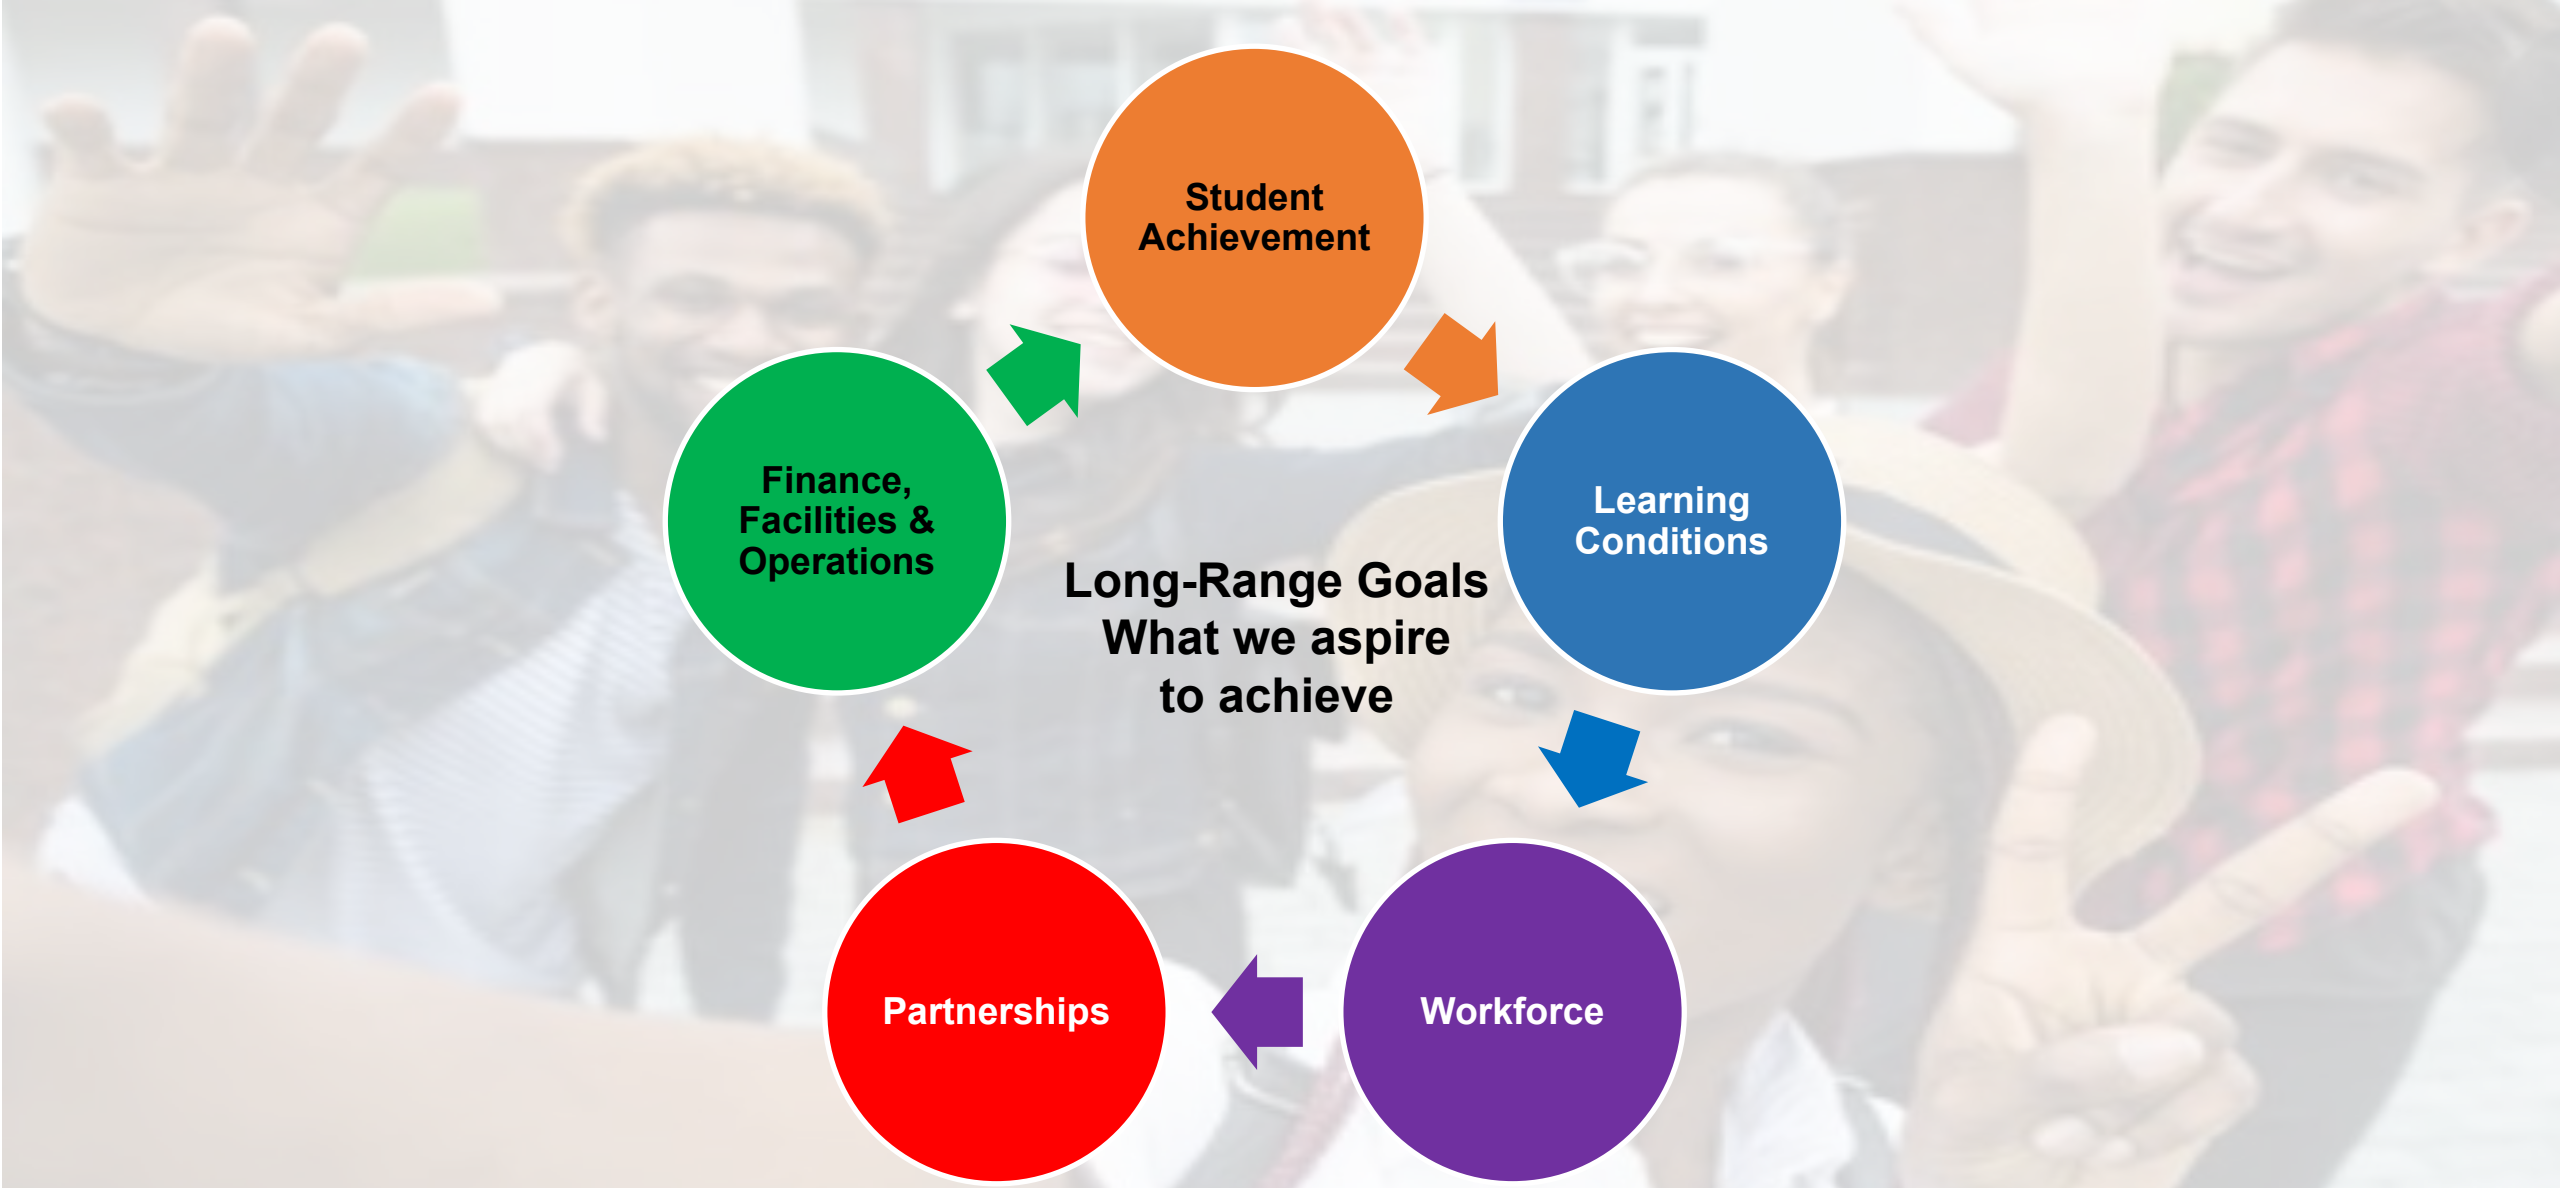 Student
Achievement
Learning
Conditions
Workforce
Partnerships
Finance,
Facilities &
Operations
Long-Range Goals
What we aspire
to achieve